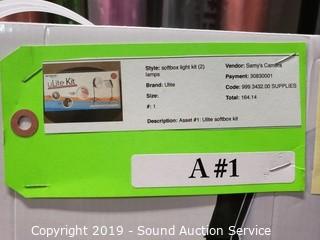 Style: softbox light kit (2)
lamps
Brand: Ulite
Size:
#: 1
Description: Asset #1: Ulite softbox kit
Vendor: Samy's Camera
Payment: 30830001
Code: 999.3432.00 SUPPLIES
Total: 164.14
uLite Kit
A #1
Copyright 2019 - Sound Auction Service